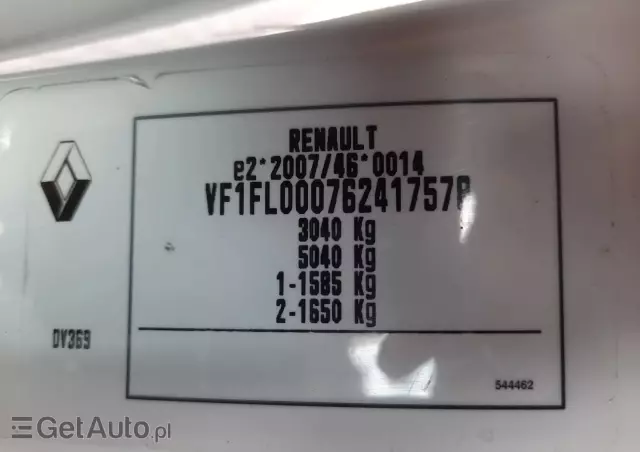 RENAULT
e2*2007/46*0014
VF1FL000762417578
3040 Kg
5040 Kg
1-1585 Kg
2-1650 Kg
DV369
544462
GetAuto.pl